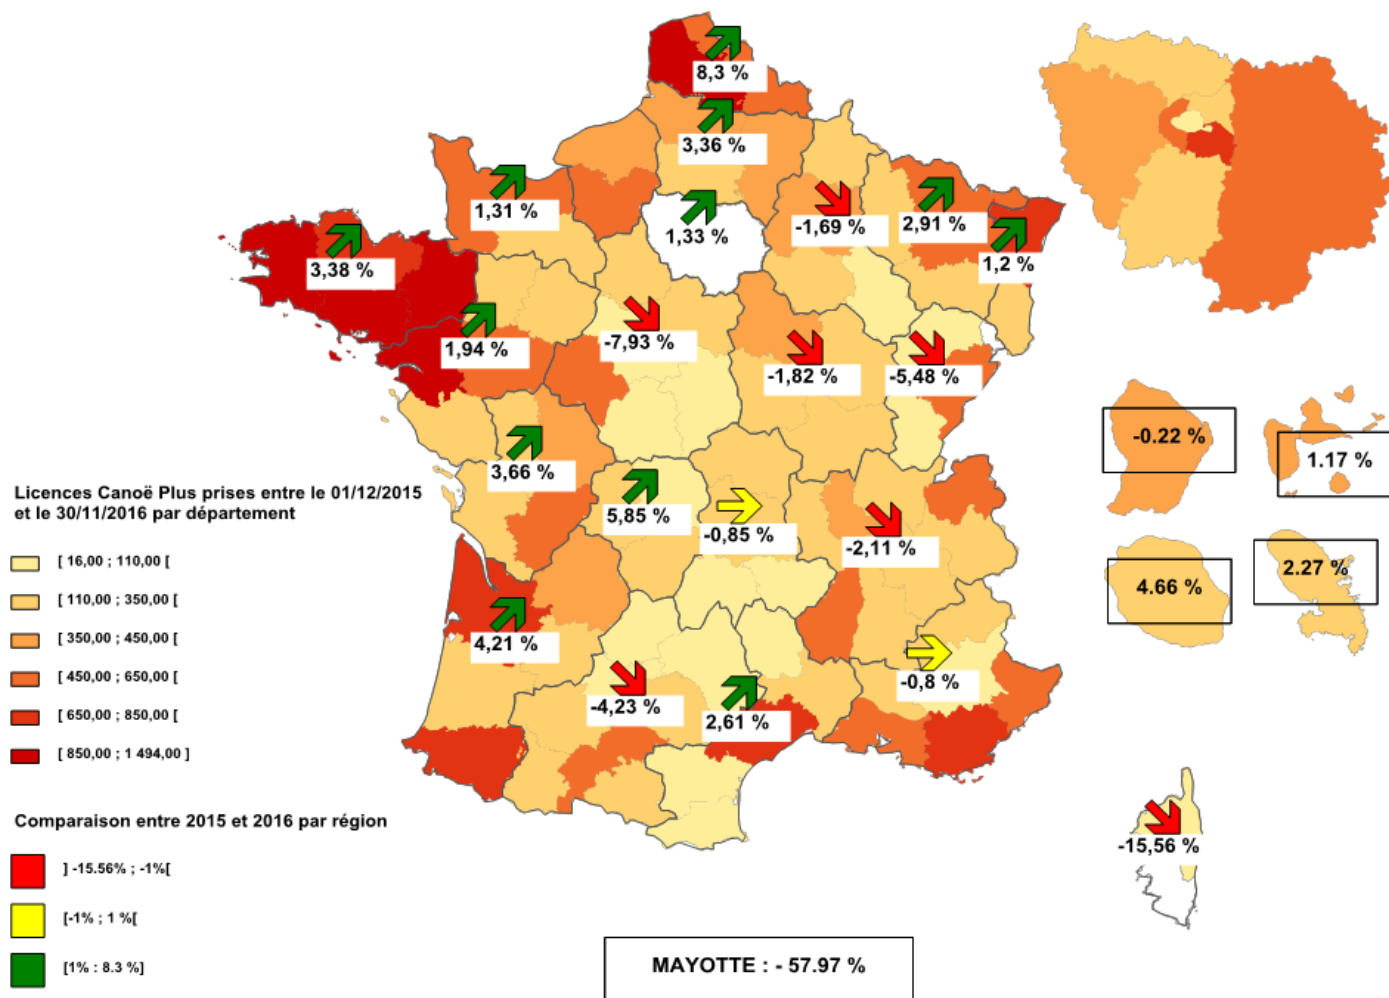 8,3 %
3,36 %
1,31 %
1,33 %
-1,69 %
2,91 %
1,2 %
3,38 %
1,94 %
-7,93 %
-1,82 %
-5,48 %
3,66 %
5,85 %
-0,85 %
-2,11 %
4,21 %
-4,23 %
2,61 %
-0,8 %
-0.22 %
1.17 %
4.66 %
2.27 %
-15,56 %
Licences Canoë Plus prises entre le 01/12/2015
et le 30/11/2016 par département
[ 16,00 ; 110,00 [
[ 110,00 ; 350,00 [
[ 350,00 ; 450,00 [
[ 450,00 ; 650,00 [
[ 650,00 ; 850,00 [
[ 850,00 ; 1 494,00 ]
Comparaison entre 2015 et 2016 par région
] -15.56% ; -1%[
[-1% ; 1 %[
[1% : 8.3 %]
MAYOTTE : - 57.97 %